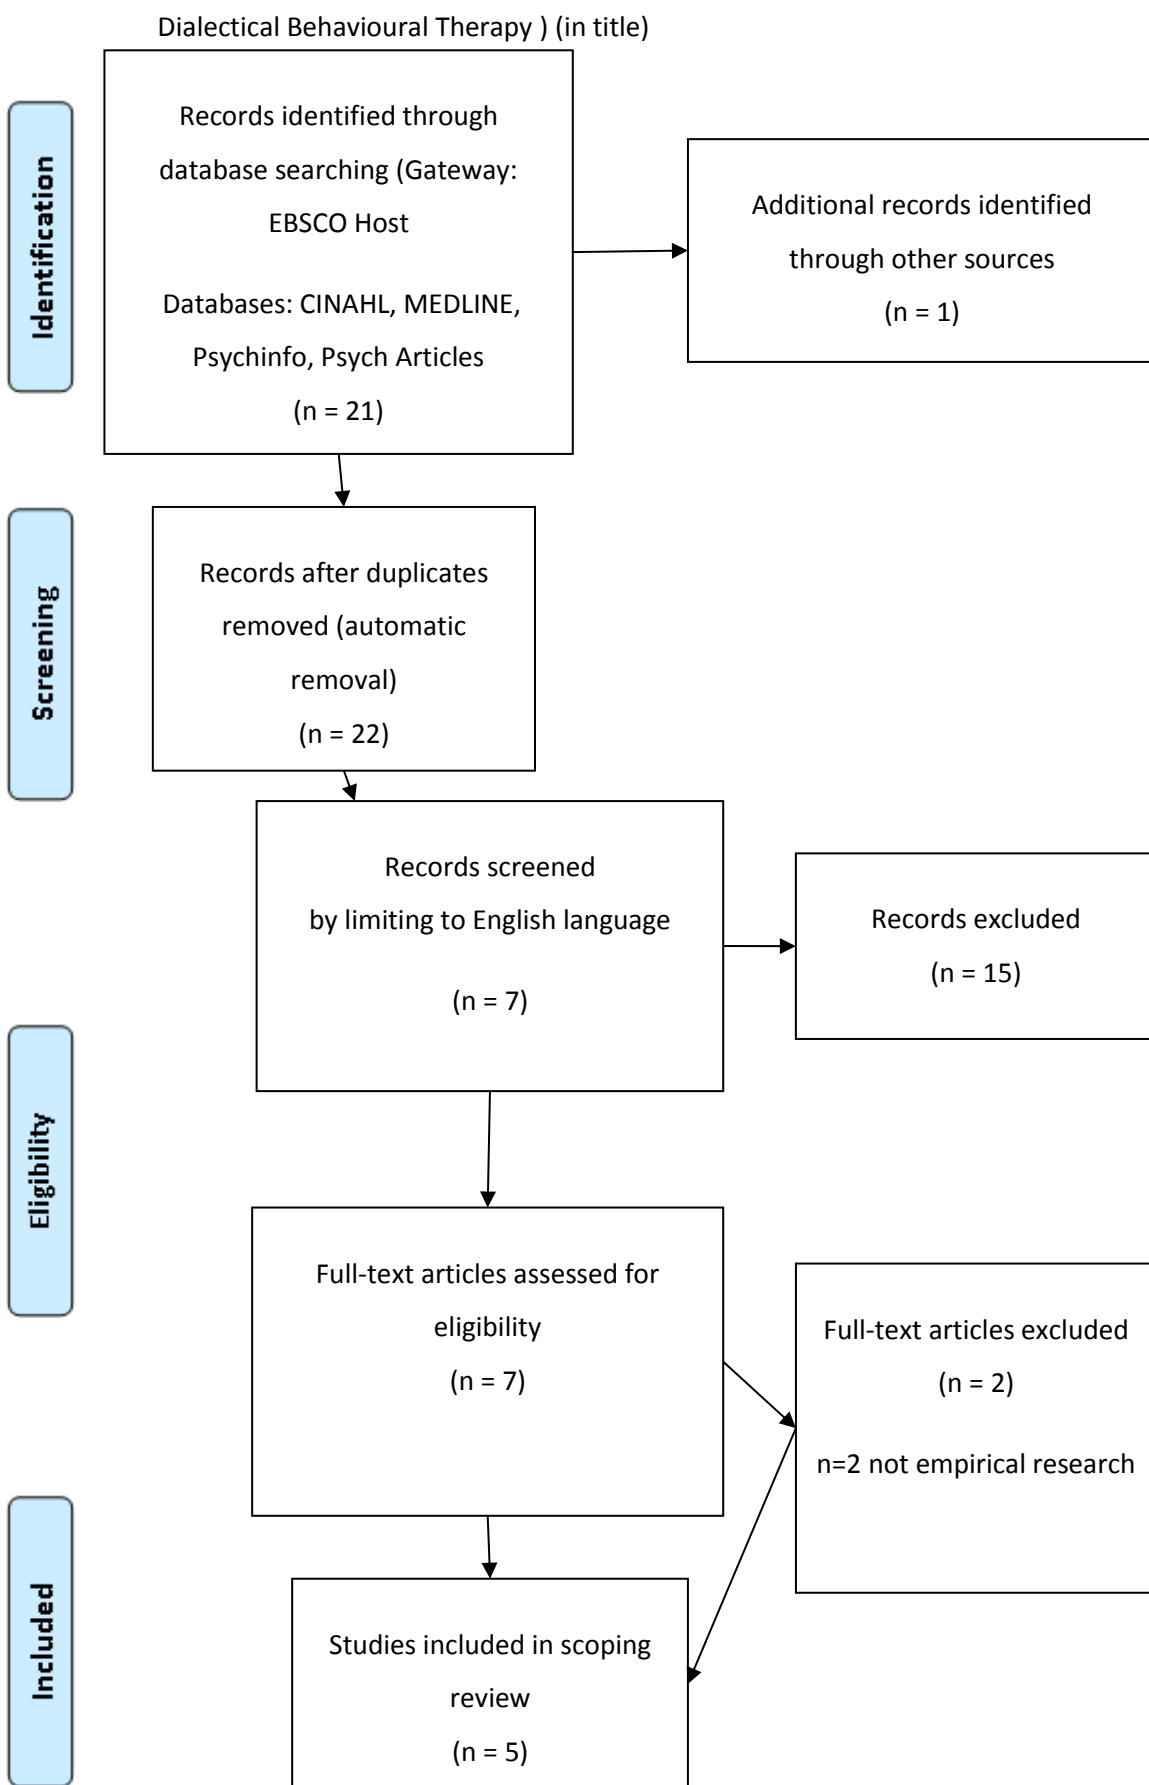 Dialectical Behavioural Therapy ) (in title)
Identification
Records identified through
database searching (Gateway:
EBSCO Host
Databases: CINAHL, MEDLINE,
Psychinfo, Psych Articles
(n = 21)
Additional records identified
through other sources
(n = 1)
Screening
Records after duplicates
removed (automatic
removal)
(n = 22)
Records screened
by limiting to English language
(n = 7)
Records excluded
(n = 15)
Eligibility
Full-text articles assessed for
eligibility
(n = 7)
Full-text articles excluded
(n = 2)
n=2 not empirical research
Included
Studies included in scoping
review
(n = 5)